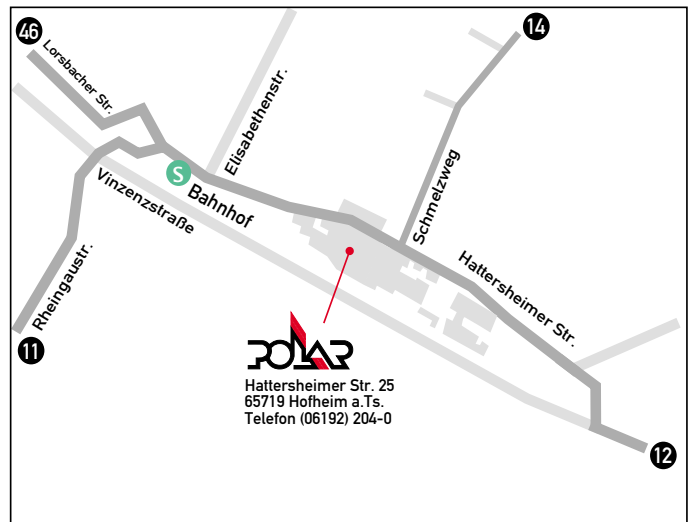 46
14
Lorsbacher Str.
Elisabethenstr.
S
Bahnhof
Vinzenzstraße
Schmelzweg
Rheingaustr.
Hattersheimer Str.
11
POLAR
Hattersheimer Str. 25
65719 Hofheim a.Ts.
Telefon (06192) 204-0
12